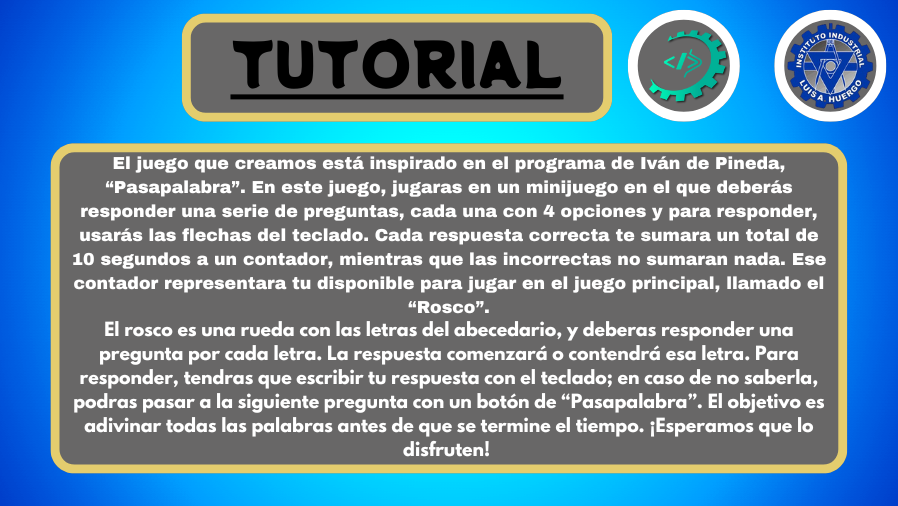 TUTORIAL
</>
INSTITUTO INDUSTRIAL
LUIS A. HUERGO
El juego que creamos está inspirado en el programa de Iván de Pineda,
“Pasapalabra”. En este juego, jugaras en un minijuego en el que deberás
responder una serie de preguntas, cada una con 4 opciones y para responder,
usarás las flechas del teclado. Cada respuesta correcta te sumara un total de
10 segundos a un contador, mientras que las incorrectas no sumaran nada. Ese
contador representara tu disponible para jugar en el juego principal, llamado el
“Rosco”.
El rosco es una rueda con las letras del abecedario, y deberas responder una
pregunta por cada letra. La respuesta comenzará o contendrá esa letra. Para
responder, tendras que escribir tu respuesta con el teclado; en caso de no saberla,
podras pasar a la siguiente pregunta con un botón de “Pasapalabra”. El objetivo es
adivinar todas las palabras antes de que se termine el tiempo. ¡Esperamos que lo
disfruten!